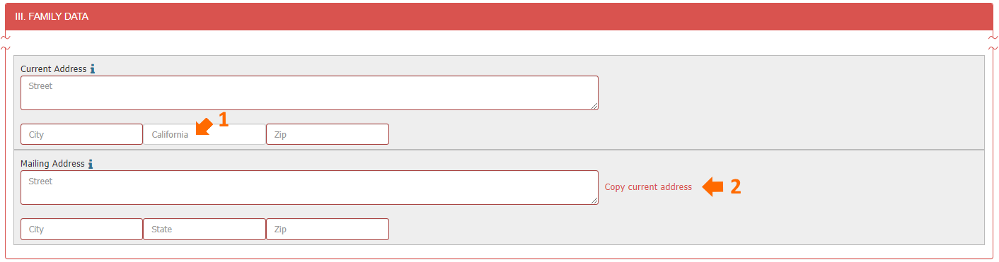 III. FAMILY DATA
Current Address i
Street
City California Zip
1
Mailing Address i
Street
Copy current address 2
City State Zip